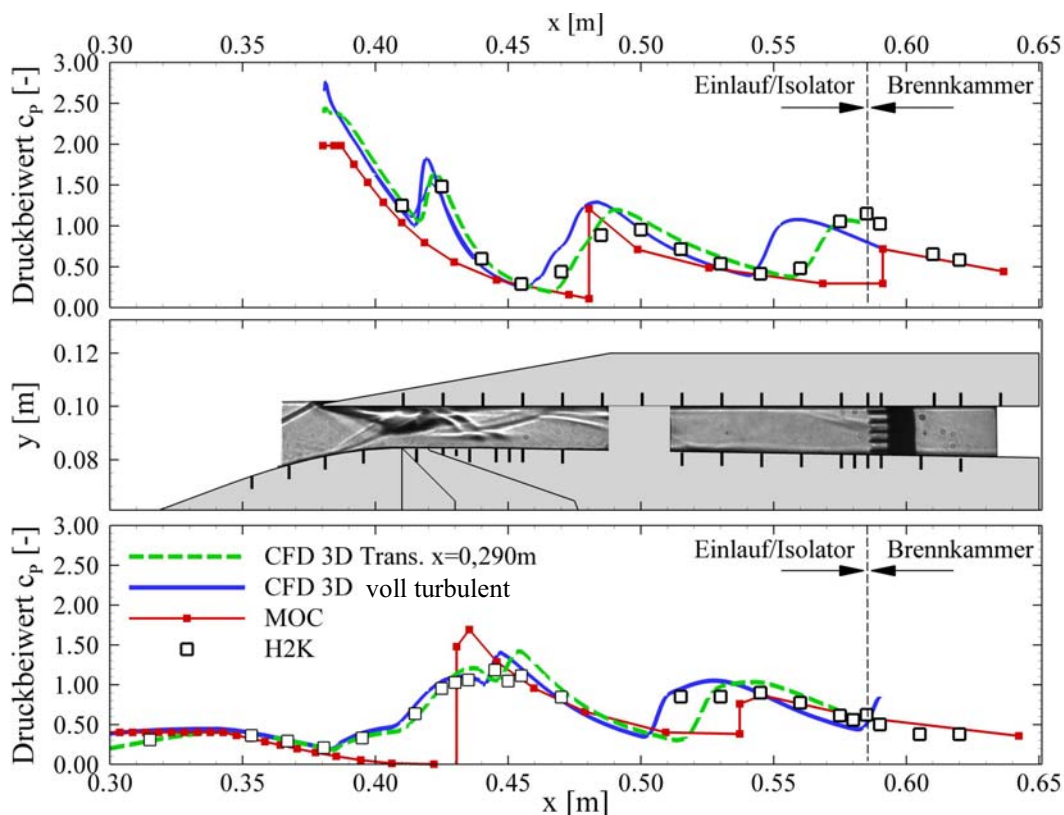 x [m]
0.30 0.35 0.40 0.45 0.50 0.55 0.60 0.65
Druckbeiwert cP [-]
3.00
2.50
2.00
1.50
1.00
0.50
0.00
Einlauf/Isolator Brennkammer
y [m]
0.12
0.10
0.08
Druckbeiwert cP [-]
3.00
2.50
2.00
1.50
1.00
0.50
0.00
CFD 3D Trans. x=0,290m
CFD 3D voll turbulent
MOC
H2K
Einlauf/Isolator Brennkammer
0.30 0.35 0.40 0.45 0.50 0.55 0.60 0.65
x [m]